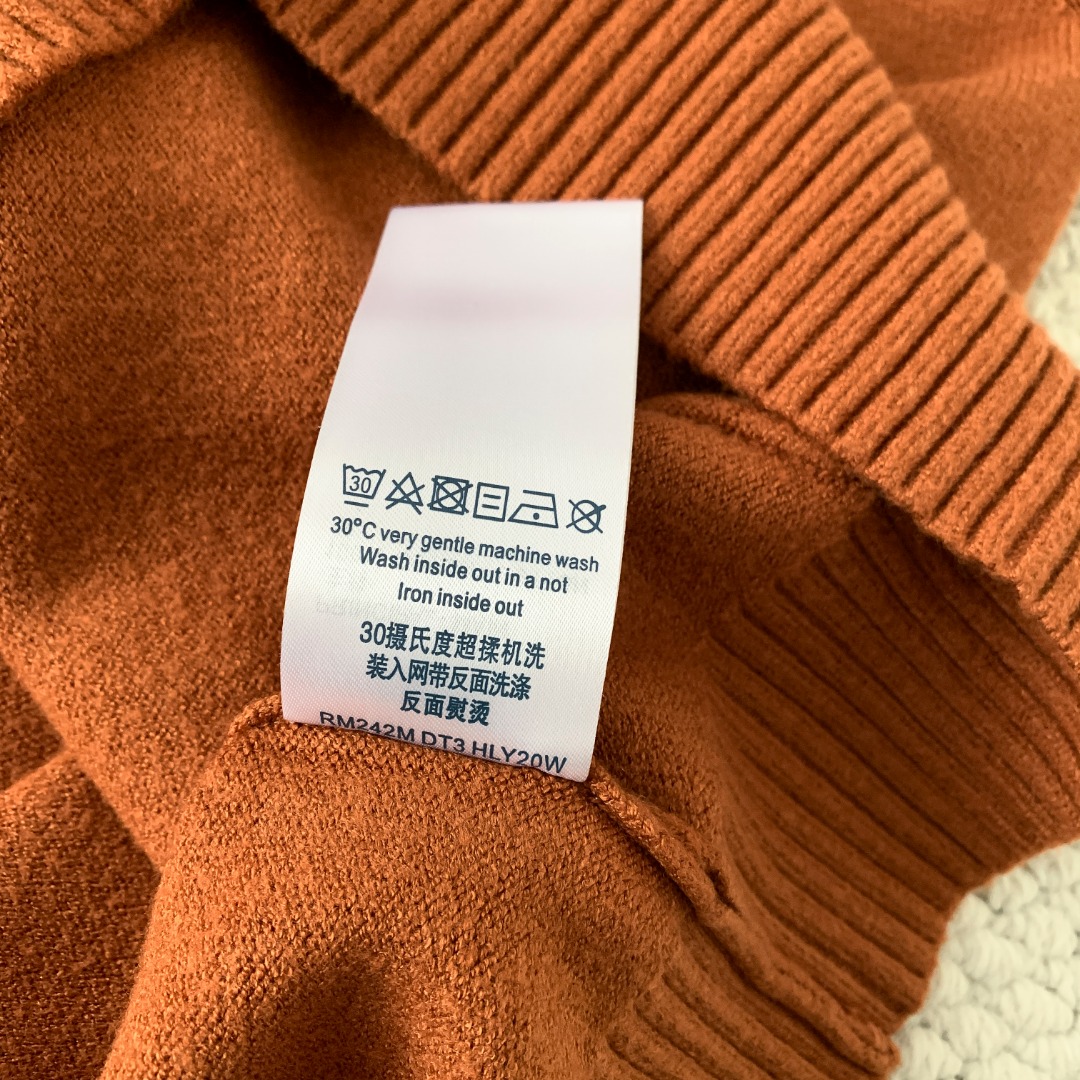 30
30°C very gentle machine wash
Wash inside out in a not
Iron inside out
30摄氏度超揉机洗
装入网带反面洗涤
反面熨烫
RM242M DT3 HLY20W